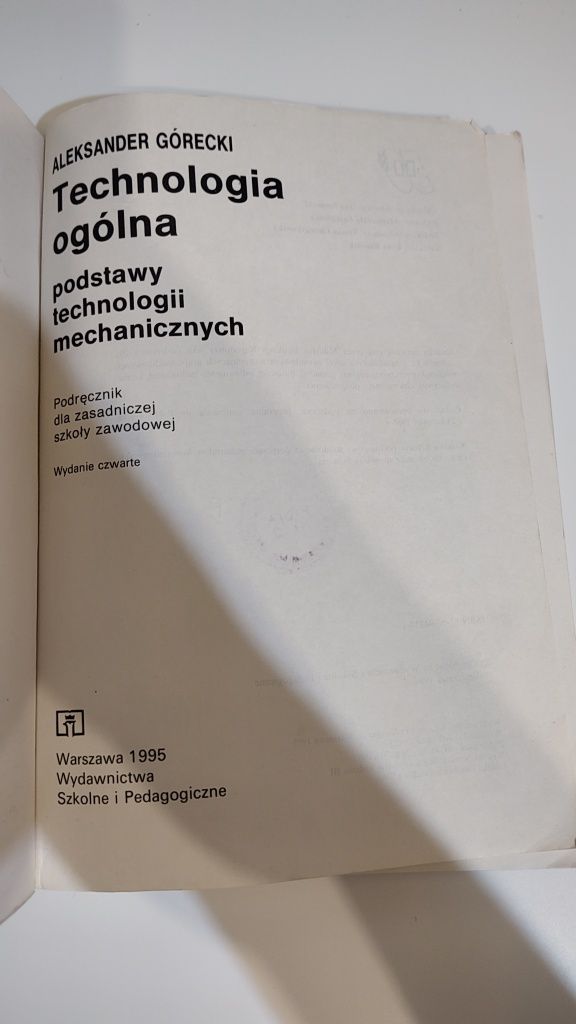 ALEKSANDER GÓRECKI
Technologia
ogólna
podstawy
technologii
mechanicznych
Podręcznik
dla zasadniczej
szkoły zawodowej
Wydanie czwarte
Warszawa 1995
Wydawnictwa
Szkolne i Pedagogiczne